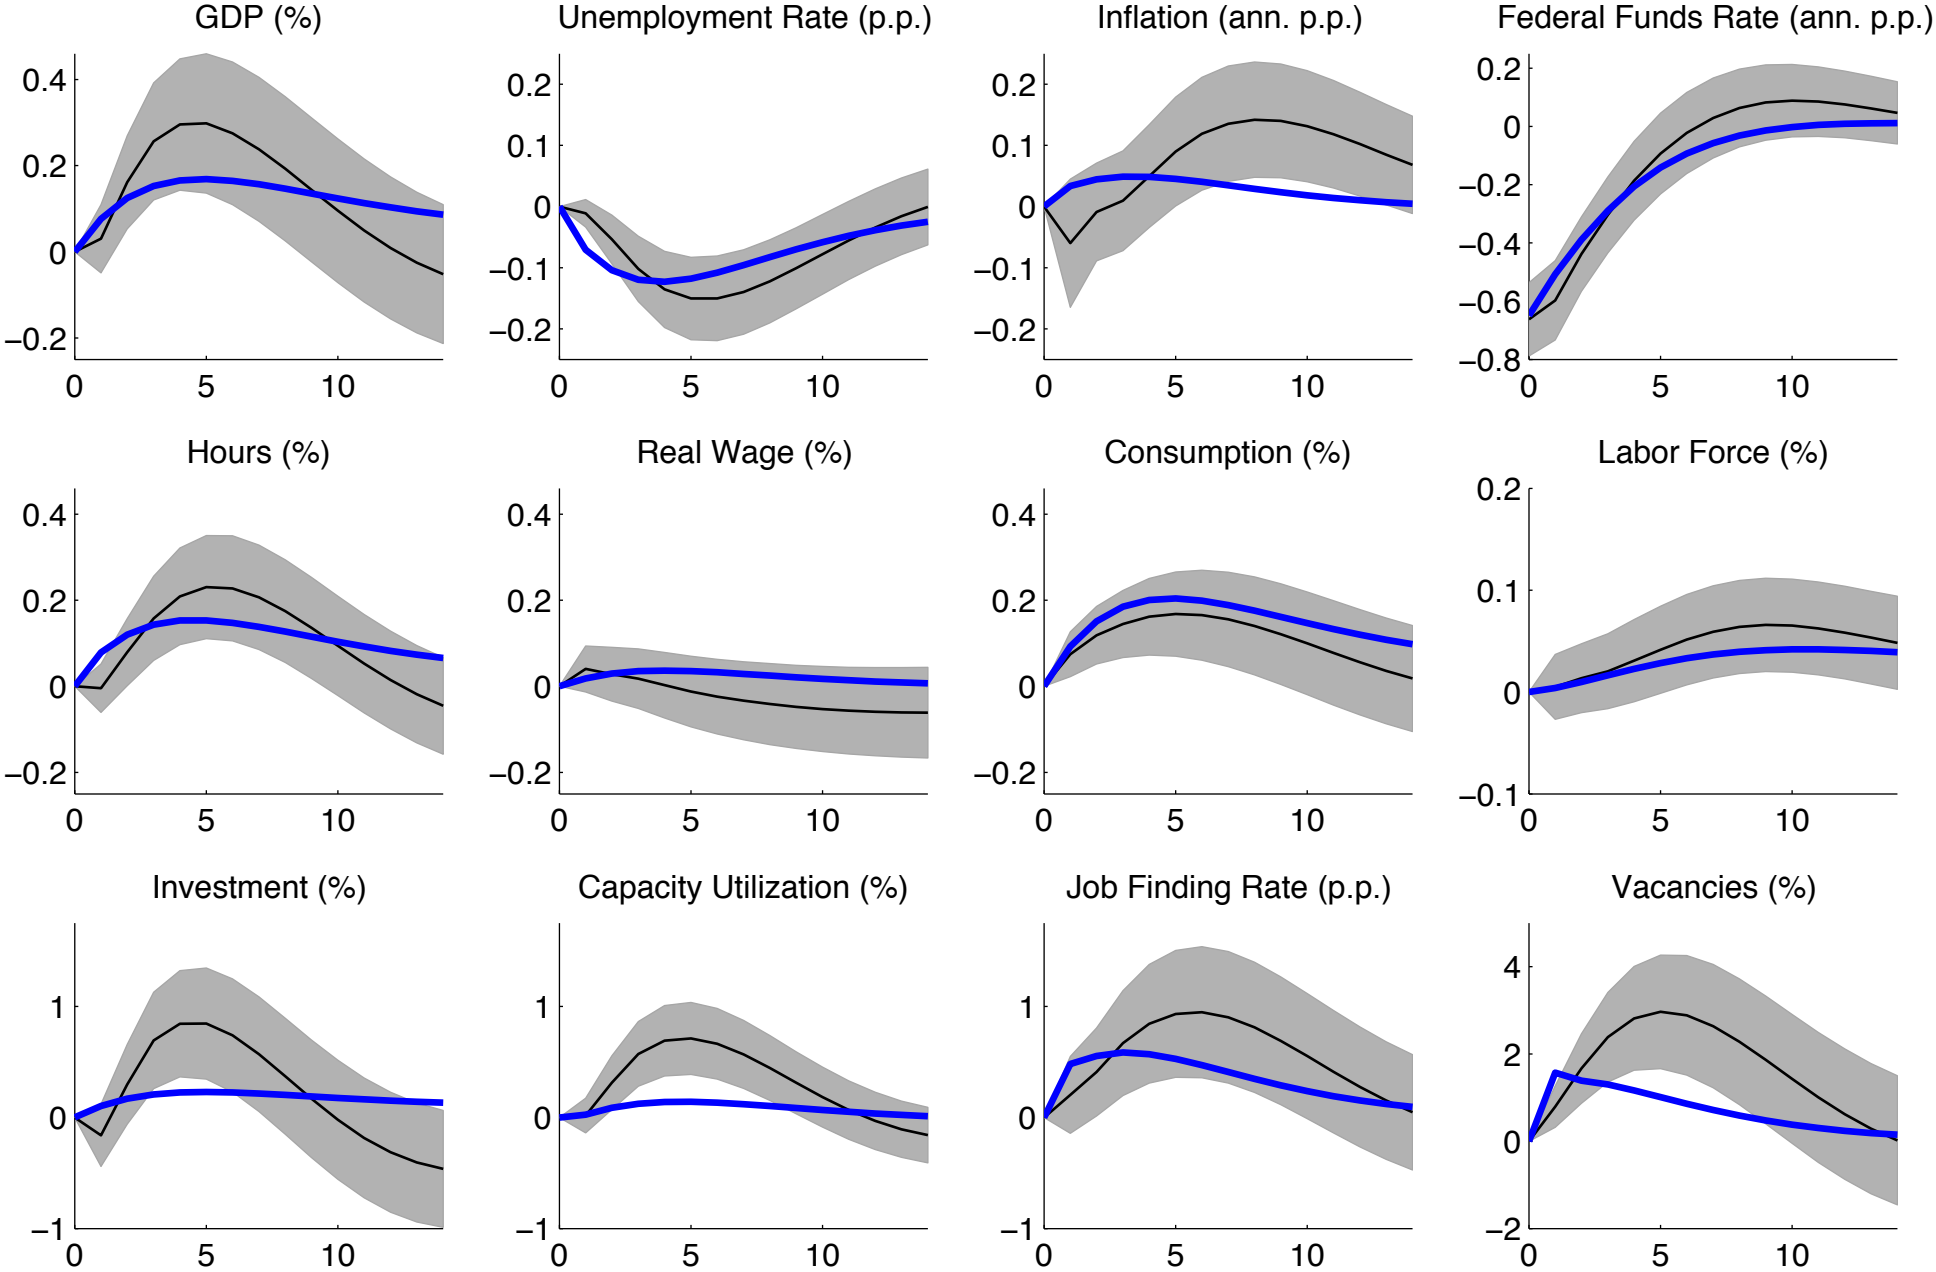 GDP (%)
0.4
0.2
0
−0.2
0 5 10
Unemployment Rate (p.p.)
0.2
0.1
0
−0.1
−0.2
0 5 10
Inflation (ann. p.p.)
0.2
0.1
0
−0.1
−0.2
0 5 10
Federal Funds Rate (ann. p.p.)
0.2
0
−0.2
−0.4
−0.6
−0.8
0 5 10
Hours (%)
0.4
0.2
0
−0.2
0 5 10
Real Wage (%)
0.4
0.2
0
−0.2
0 5 10
Consumption (%)
0.4
0.2
0
−0.2
0 5 10
Labor Force (%)
0.2
0.1
0
−0.1
0 5 10
Investment (%)
1
0
−1
0 5 10
Capacity Utilization (%)
1
0
−1
0 5 10
Job Finding Rate (p.p.)
1
0
−1
0 5 10
Vacancies (%)
4
2
0
−2
0 5 10